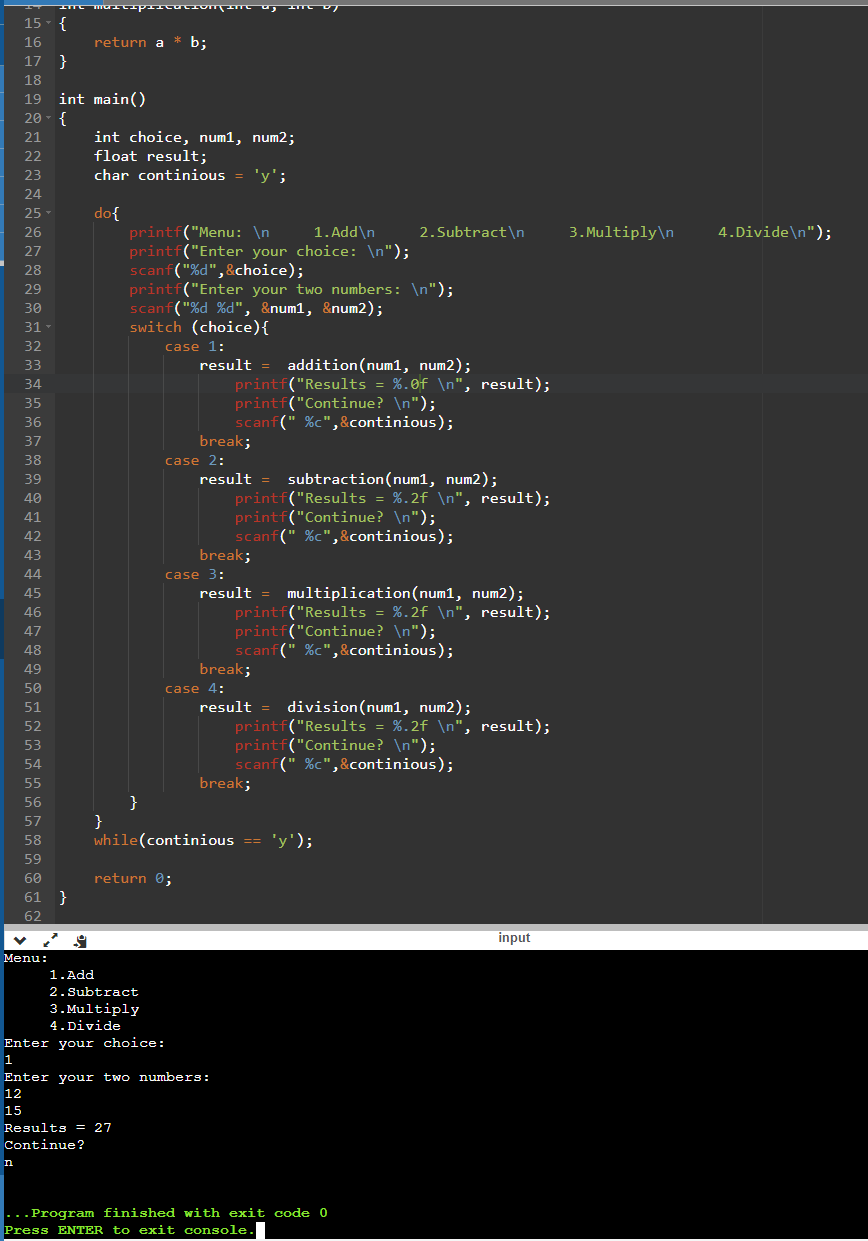 14 int multiplication(int a, int b)
15 {
16     return a * b;
17 }
18
19 int main()
20 {
21     int choice, num1, num2;
22     float result;
23     char continious = 'y';
24
25     do{
26         printf("Menu: \n     1.Add\n     2.Subtract\n     3.Multiply\n     4.Divide\n");
27         printf("Enter your choice: \n");
28         scanf("%d",&choice);
29         printf("Enter your two numbers: \n");
30         scanf("%d %d", &num1, &num2);
31         switch (choice){
32             case 1:
33                 result =  addition(num1, num2);
34                     printf("Results = %.0f \n", result);
35                     printf("Continue? \n");
36                     scanf(" %c",&continious);
37                 break;
38             case 2:
39                 result =  subtraction(num1, num2);
40                     printf("Results = %.2f \n", result);
41                     printf("Continue? \n");
42                     scanf(" %c",&continious);
43                 break;
44             case 3:
45                 result =  multiplication(num1, num2);
46                     printf("Results = %.2f \n", result);
47                     printf("Continue? \n");
48                     scanf(" %c",&continious);
49                 break;
50             case 4:
51                 result =  division(num1, num2);
52                     printf("Results = %.2f \n", result);
53                     printf("Continue? \n");
54                     scanf(" %c",&continious);
55                 break;
56         }
57     }
58     while(continious == 'y');
59
60     return 0;
61 }
62
input
Menu:
     1.Add
     2.Subtract
     3.Multiply
     4.Divide
Enter your choice:
1
Enter your two numbers:
12
15
Results = 27
Continue?
n
...Program finished with exit code 0
Press ENTER to exit console.